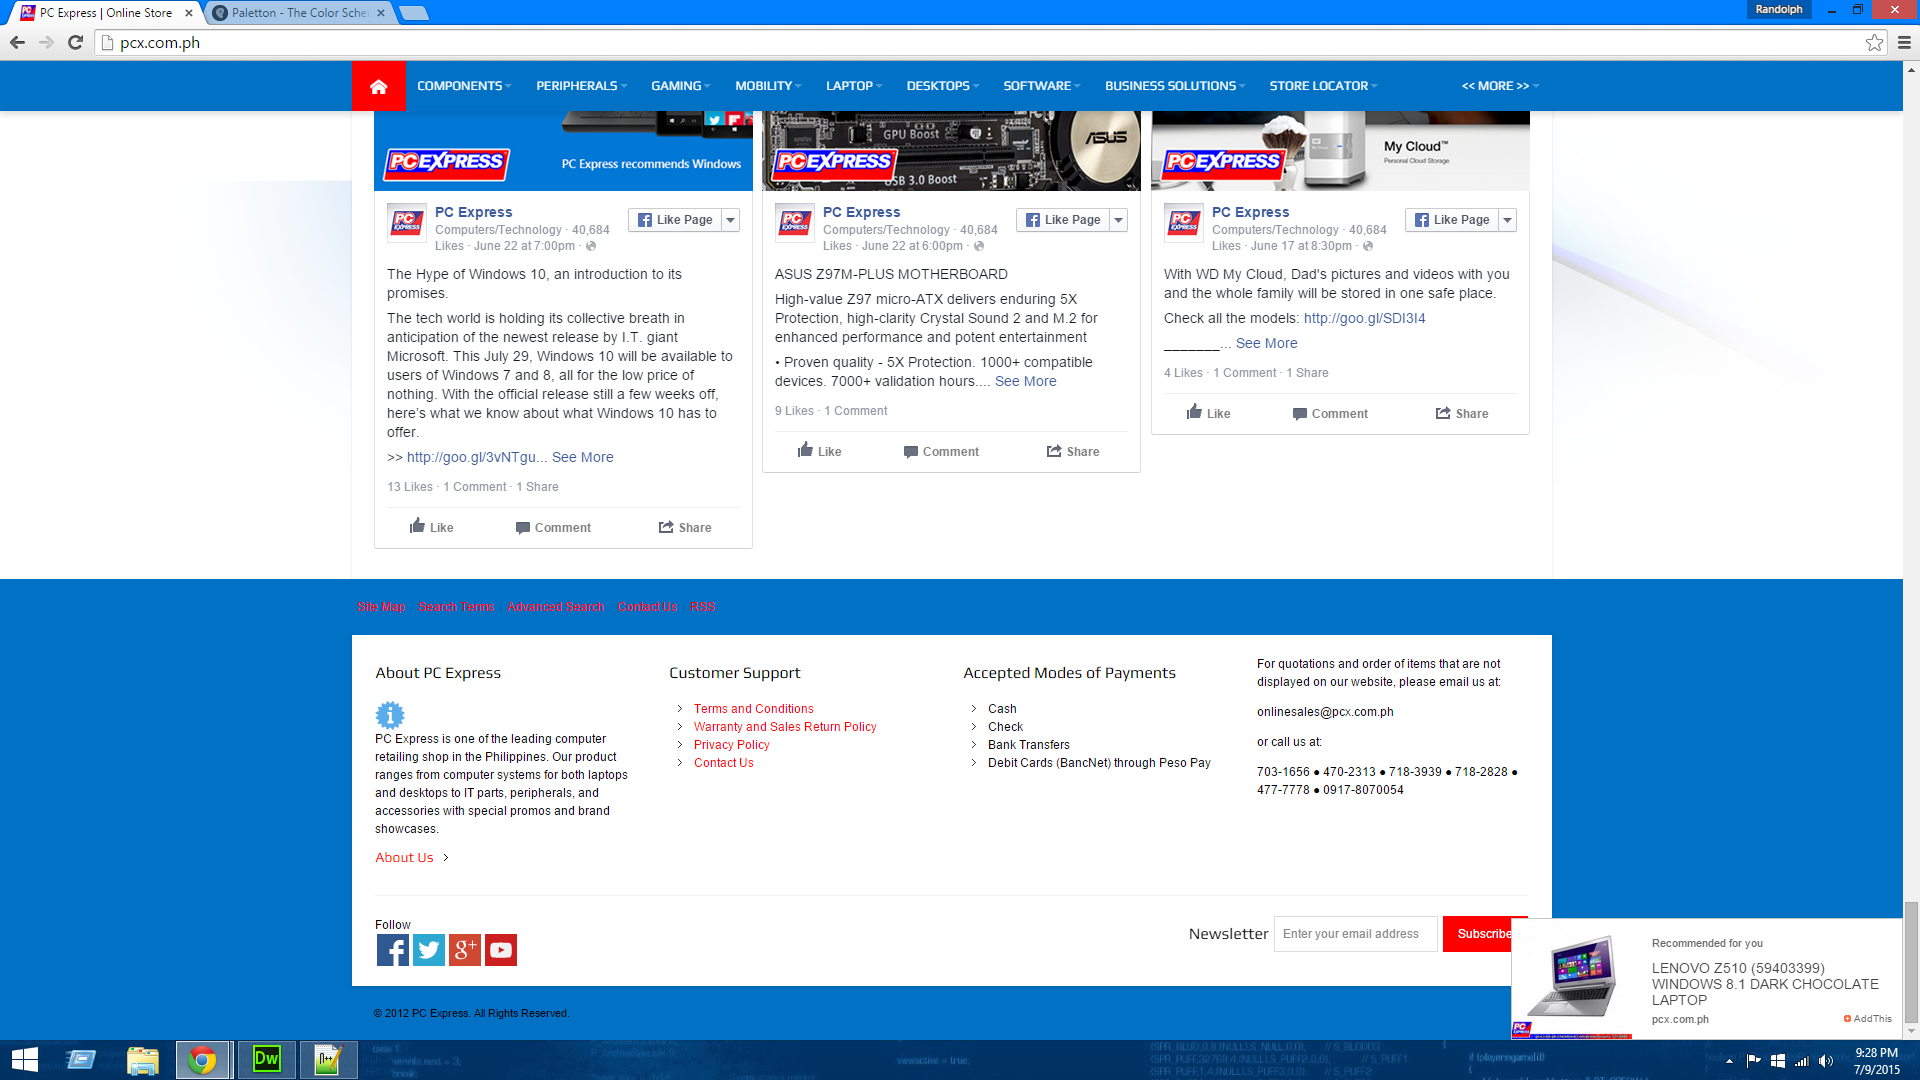 PC Express | Online Store
Paletton - The Color Sche
Randolph
pcx.com.ph
COMPONENTS PERIPHERALS GAMING MOBILITY LAPTOP DESKTOPS SOFTWARE BUSINESS SOLUTIONS STORE LOCATOR << MORE >>
PC EXPRESS
PC Express recommends Windows
PC Express
Like Page
Computers/Technology · 40,684
Likes · June 22 at 7:00pm ·
The Hype of Windows 10, an introduction to its
promises.
The tech world is holding its collective breath in
anticipation of the newest release by I.T. giant
Microsoft. This July 29, Windows 10 will be available to
users of Windows 7 and 8, all for the low price of
nothing. With the official release still a few weeks off,
here's what we know about what Windows 10 has to
offer.
>> http://goo.gl/3vNTgu... See More
13 Likes · 1 Comment · 1 Share
Like Comment Share
GPU Boost
ASUS
PC EXPRESS
USB 3.0 Boost
PC Express
Like Page
Computers/Technology · 40,684
Likes · June 22 at 6:00pm ·
ASUS Z97M-PLUS MOTHERBOARD
High-value Z97 micro-ATX delivers enduring 5X
Protection, high-clarity Crystal Sound 2 and M.2 for
enhanced performance and potent entertainment
• Proven quality - 5X Protection. 1000+ compatible
devices. 7000+ validation hours.... See More
9 Likes · 1 Comment
Like Comment Share
My Cloud™
Personal Cloud Storage
PC EXPRESS
PC Express
Like Page
Computers/Technology · 40,684
Likes · June 17 at 8:30pm ·
With WD My Cloud, Dad's pictures and videos with you
and the whole family will be stored in one safe place.
Check all the models: http://goo.gl/SDI3I4
_______... See More
4 Likes · 1 Comment · 1 Share
Like Comment Share
Site Map Search Terms Advanced Search Contact Us RSS
About PC Express
PC Express is one of the leading computer
retailing shop in the Philippines. Our product
ranges from computer systems for both laptops
and desktops to IT parts, peripherals, and
accessories with special promos and brand
showcases.
About Us
Customer Support
Terms and Conditions
Warranty and Sales Return Policy
Privacy Policy
Contact Us
Accepted Modes of Payments
Cash
Check
Bank Transfers
Debit Cards (BancNet) through Peso Pay
For quotations and order of items that are not
displayed on our website, please email us at:
onlinesales@pcx.com.ph
or call us at:
703-1656 ● 470-2313 ● 718-3939 ● 718-2828 ●
477-7778 ● 0917-8070054
Follow
Newsletter Enter your email address Subscribe
Recommended for you
LENOVO Z510 (59403399)
WINDOWS 8.1 DARK CHOCOLATE
LAPTOP
pcx.com.ph
AddThis
© 2012 PC Express. All Rights Reserved.
Dw
9:28 PM
7/9/2015